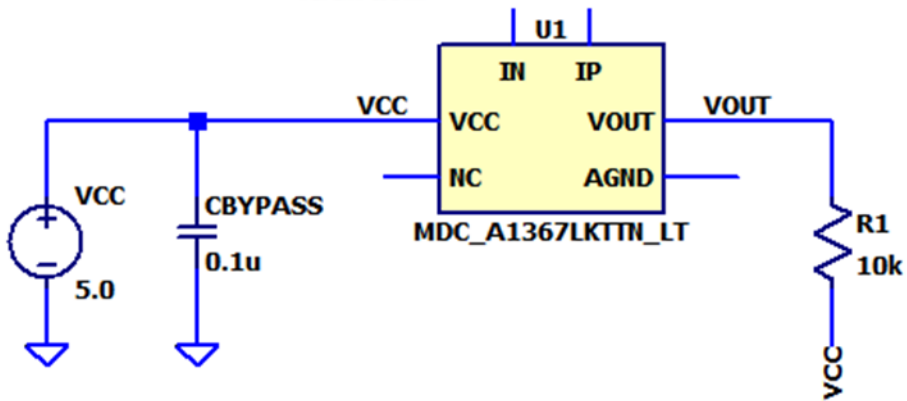 U1
IN IP
VCC
VCC
VOUT
VOUT
NC
AGND
MDC_A1367LKTTN_LT
VCC
+
−
5.0
CBYPASS
0.1u
R1
10k
VCC